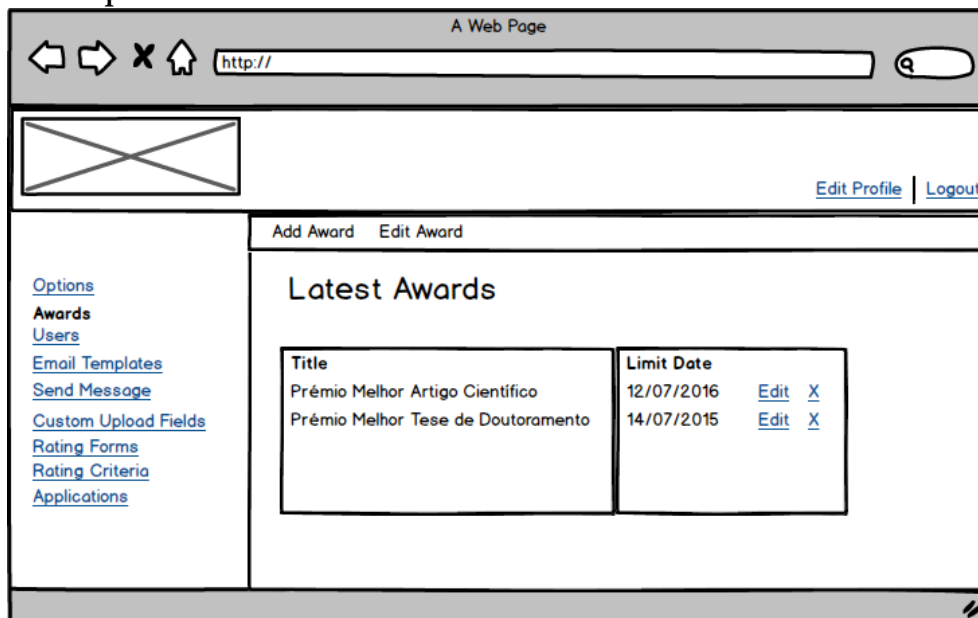 A Web Page
http://
Edit Profile Logout
Add Award Edit Award
Options
Awards
Users
Email Templates
Send Message
Custom Upload Fields
Rating Forms
Rating Criteria
Applications
Latest Awards
Title Limit Date
Prémio Melhor Artigo Científico 12/07/2016 Edit X
Prémio Melhor Tese de Doutoramento 14/07/2015 Edit X